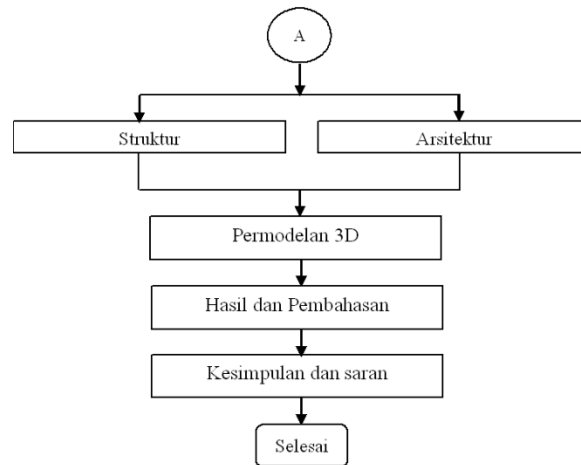 A
Struktur
Arsitektur
Permodelan 3D
Hasil dan Pembahasan
Kesimpulan dan saran
Selesai